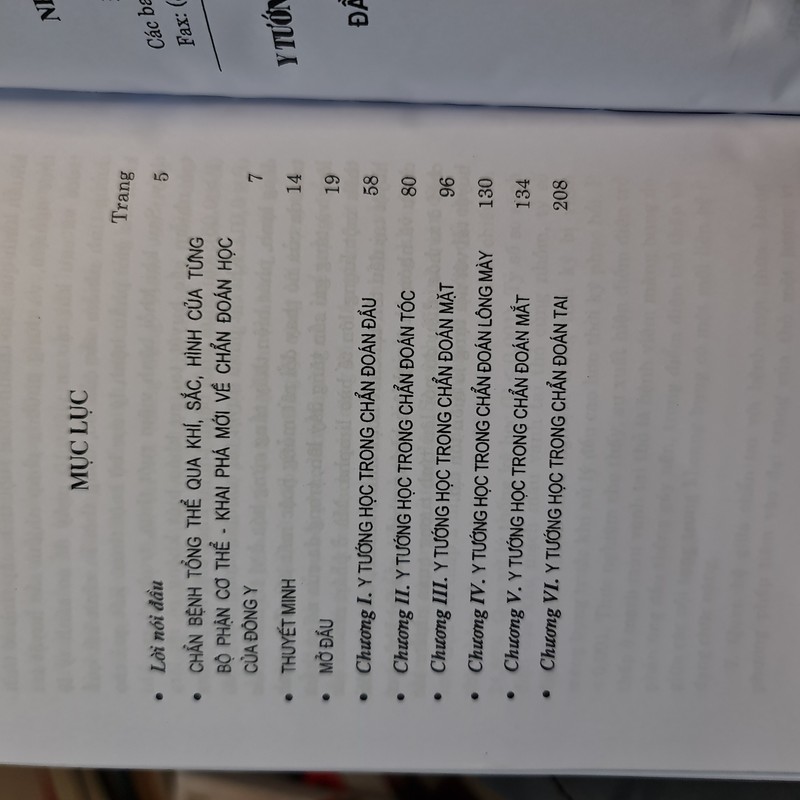 MỤC LỤC
Trang
• Lời nói đầu 5
• CHẨN BỆNH TỔNG THỂ QUA KHÍ, SẮC, HÌNH CỦA TỪNG
BỘ PHẬN CƠ THỂ - KHAI PHÁ MỚI VỀ CHẨN ĐOÁN HỌC
CỦA ĐÔNG Y 7
• THUYẾT MINH 14
• MỞ ĐẦU 19
• Chương I. Y TƯỚNG HỌC TRONG CHẨN ĐOÁN ĐẦU 58
• Chương II. Y TƯỚNG HỌC TRONG CHẨN ĐOÁN TÓC 80
• Chương III. Y TƯỚNG HỌC TRONG CHẨN ĐOÁN MẶT 96
• Chương IV. Y TƯỚNG HỌC TRONG CHẨN ĐOÁN LÔNG MÀY 130
• Chương V. Y TƯỚNG HỌC TRONG CHẨN ĐOÁN MẮT 134
• Chương VI. Y TƯỚNG HỌC TRONG CHẨN ĐOÁN TAI 208
Các
Fax: (
Y TƯỚN